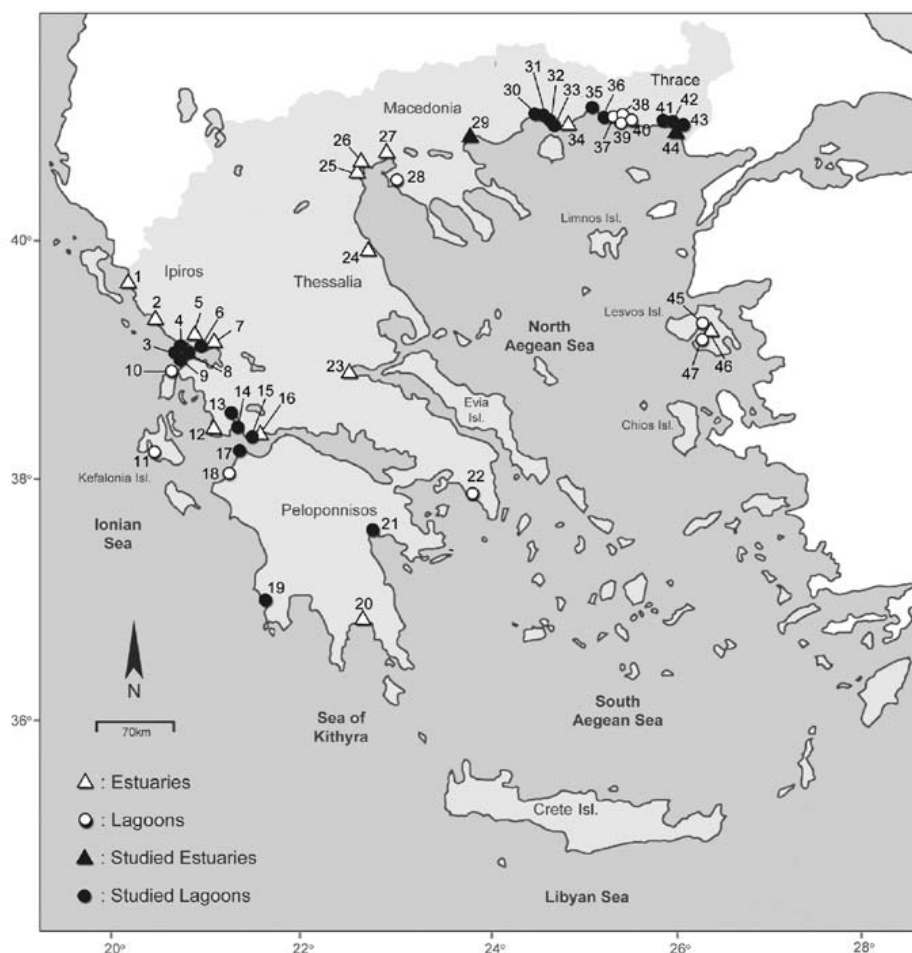 31
32
30
33
35
36
38
Thrace
41
42
43
Macedonia
29
34
37
39
40
44
26
27
25
28
40°
Limnos Isl.
24
1
Ipiros
Thessalia
2
4
5
6
7
3
8
10
9
North
Aegean Sea
45
Lesvos Isl.
47
46
23
Evia
Isl.
Chios Isl.
13
14
15
16
12
17
11
18
38°
Kefalonia Isl.
22
Peloponnisos
21
Ionian
Sea
19
20
N
70km
36°
Sea of
Kithyra
South
Aegean Sea
: Estuaries
: Lagoons
: Studied Estuaries
: Studied Lagoons
Crete Isl.
Libyan Sea
20°
22°
24°
26°
28°